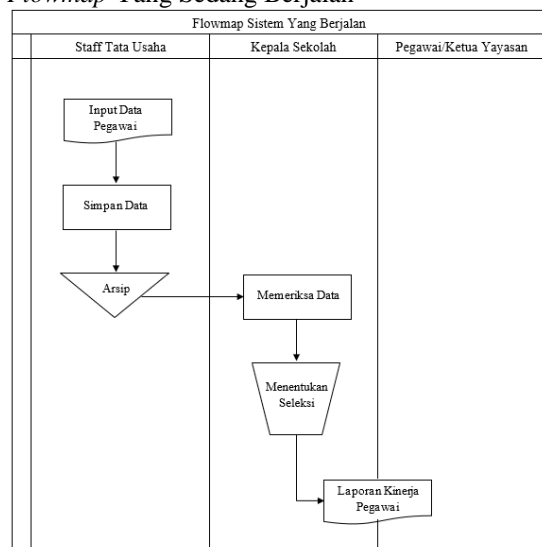 Flowmap Yang Sedang Berjalan
Flowmap Sistem Yang Berjalan
Staff Tata Usaha
Kepala Sekolah
Pegawai/Ketua Yayasan
Input Data
Pegawai
Simpan Data
Arsip
Memeriksa Data
Menentukan
Seleksi
Laporan Kinerja
Pegawai